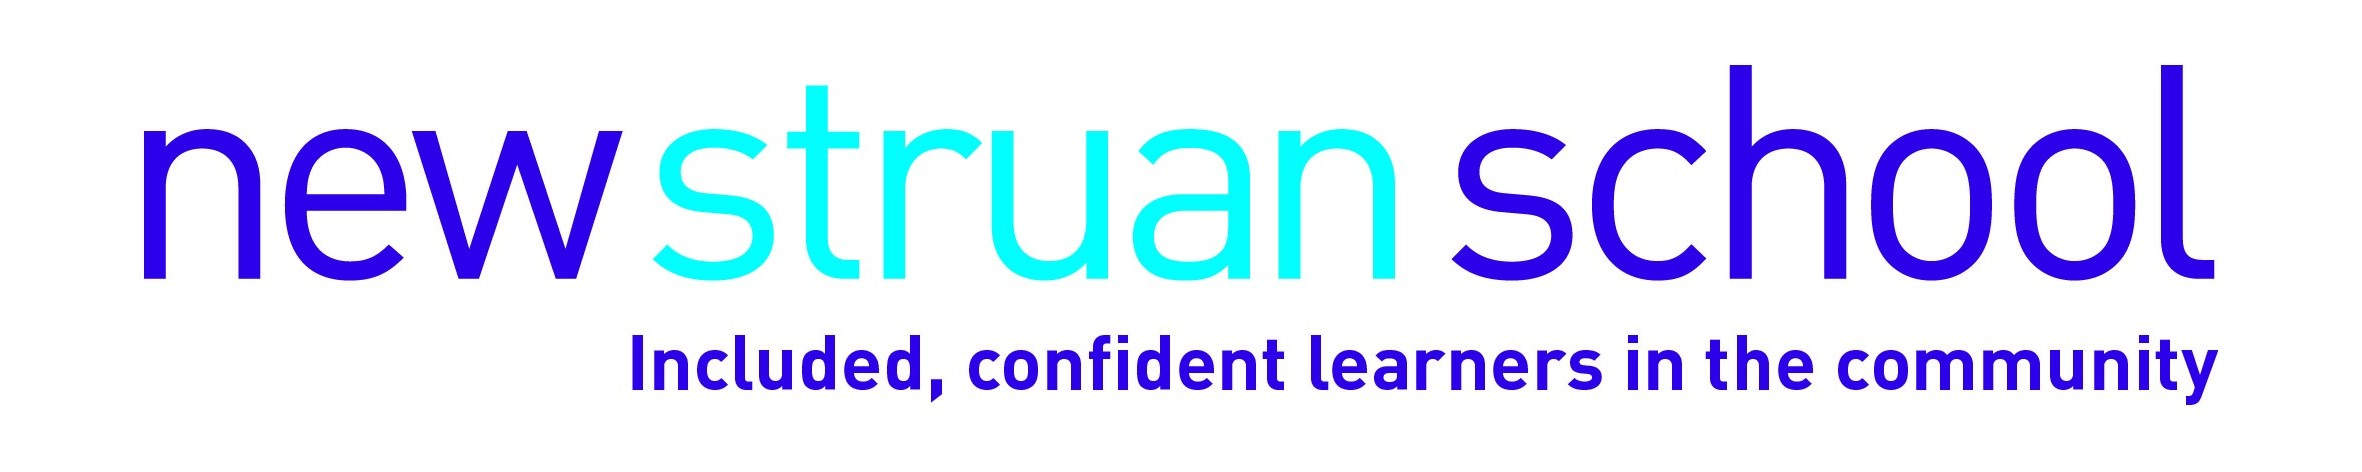 new struan school
Included, confident learners in the community